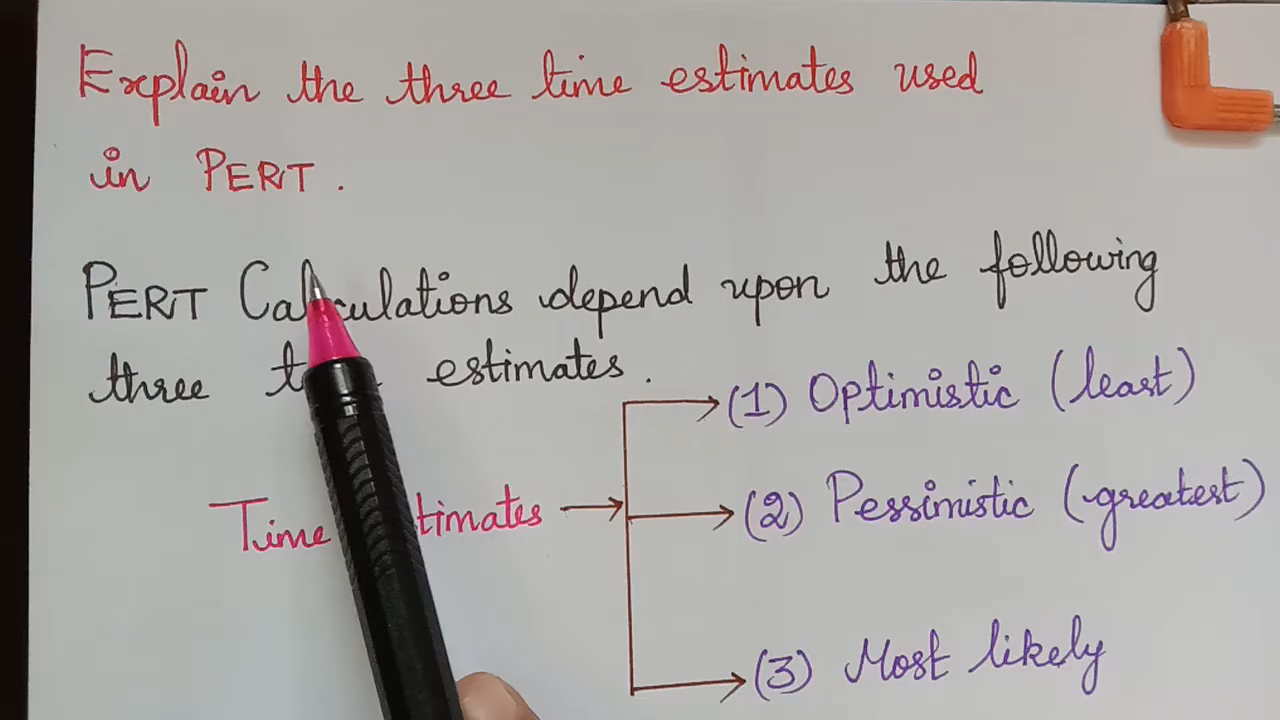 Explain the three time estimates used
in PERT.
PERT Calculations depend upon the following
three estimates.
(1) Optimistic (least)
Time Estimates
(2) Pessimistic (greatest)
(3) Most likely